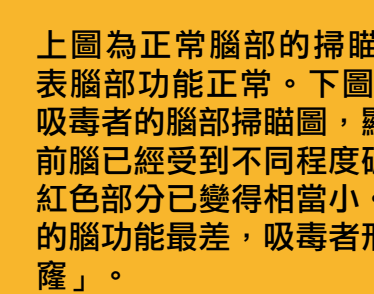 上圖為正常腦部的掃瞄
表腦部功能正常。下圖
吸毒者的腦部掃瞄圖，顯
前腦已經受到不同程度
紅色部分已變得相當小
的腦功能最差，吸毒者
窿」。